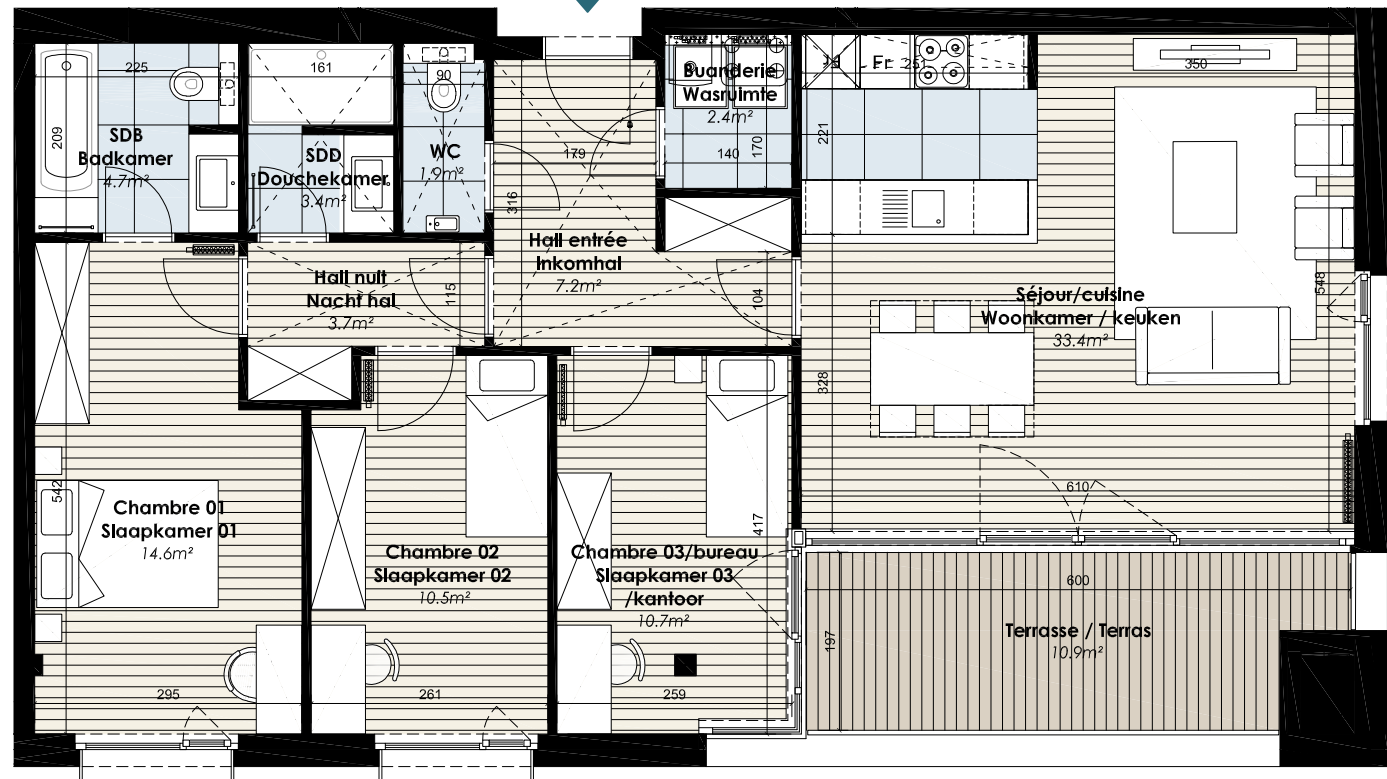 225
209
SDB
Badkamer
4.7m²
161
SDD
Douchekamer
3.4m²
90
WC
1.9m²
179
316
Buanderie
Wasruimte
2.4m²
140
170
Fr
251
221
350
Hall nuit
Nacht hal
3.7m²
115
Hall entrée
Inkomhal
7.2m²
104
Séjour/cuisine
Woonkamer / keuken
33.4m²
548
328
610
542
Chambre 01
Slaapkamer 01
14.6m²
295
Chambre 02
Slaapkamer 02
10.5m²
261
417
Chambre 03/bureau
Slaapkamer 03
/kantoor
10.7m²
259
600
197
Terrasse / Terras
10.9m²